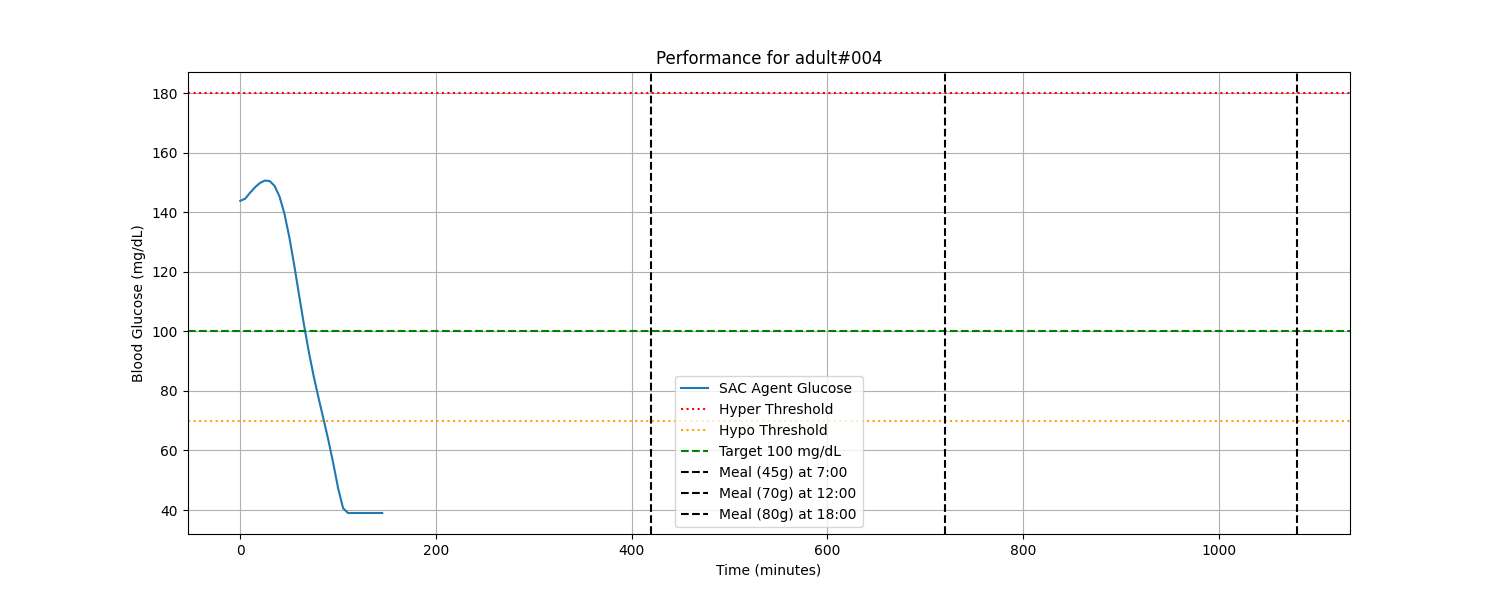 Performance for adult#004
Blood Glucose (mg/dL)
180
160
140
120
100
80
60
40
SAC Agent Glucose
Hyper Threshold
Hypo Threshold
Target 100 mg/dL
Meal (45g) at 7:00
Meal (70g) at 12:00
Meal (80g) at 18:00
0 200 400 600 800 1000
Time (minutes)